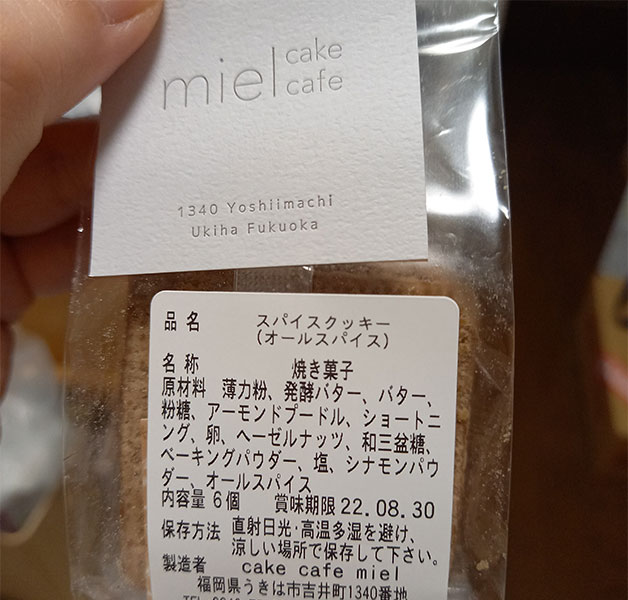 miel cake
cafe
1340 Yoshiimachi
Ukiha Fukuoka
品名 スパイスクッキー
(オールスパイス)
名称 焼き菓子
原材料 薄力粉、発酵バター、バター、
粉糖、アーモンドプードル、ショートニ
ング、卵、ヘーゼルナッツ、和三盆糖、
ベーキングパウダー、塩、シナモンパウ
ダー、オールスパイス
内容量 6個 賞味期限 22.08.30
保存方法 直射日光・高温多湿を避け、
涼しい場所で保存して下さい。
製造者 cake cafe miel
福岡県うきは市吉井町1340番地